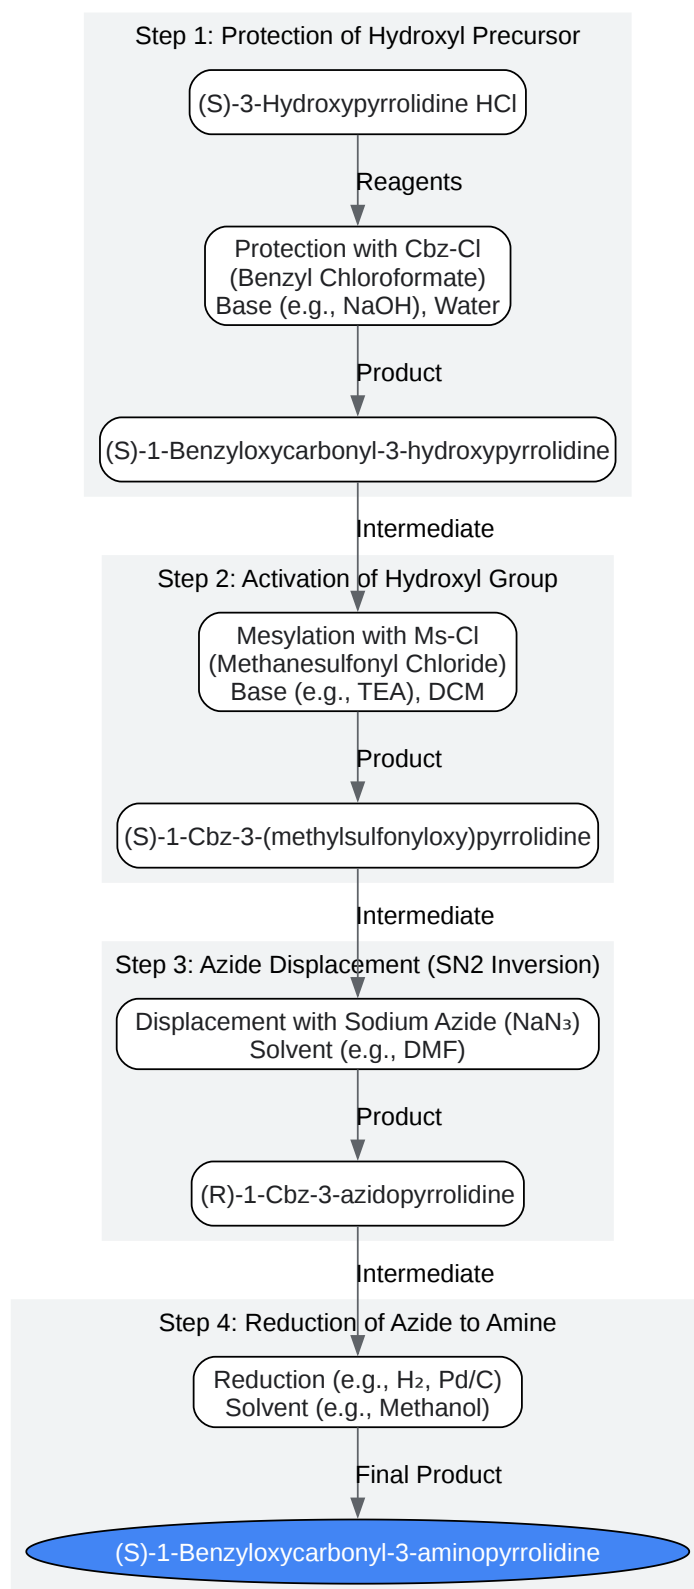 Step 1: Protection of Hydroxyl Precursor
(S)-3-Hydroxypyrrolidine HCl
Reagents
Protection with Cbz-Cl
(Benzyl Chloroformate)
Base (e.g., NaOH), Water
Product
(S)-1-Benzyloxycarbonyl-3-hydroxypyrrolidine
Intermediate
Step 2: Activation of Hydroxyl Group
Mesylation with Ms-Cl
(Methanesulfonyl Chloride)
Base (e.g., TEA), DCM
Product
(S)-1-Cbz-3-(methylsulfonyloxy)pyrrolidine
Intermediate
Step 3: Azide Displacement (SN2 Inversion)
Displacement with Sodium Azide (NaN₃)
Solvent (e.g., DMF)
Product
(R)-1-Cbz-3-azidopyrrolidine
Intermediate
Step 4: Reduction of Azide to Amine
Reduction (e.g., H₂, Pd/C)
Solvent (e.g., Methanol)
Final Product
(S)-1-Benzyloxycarbonyl-3-aminopyrrolidine